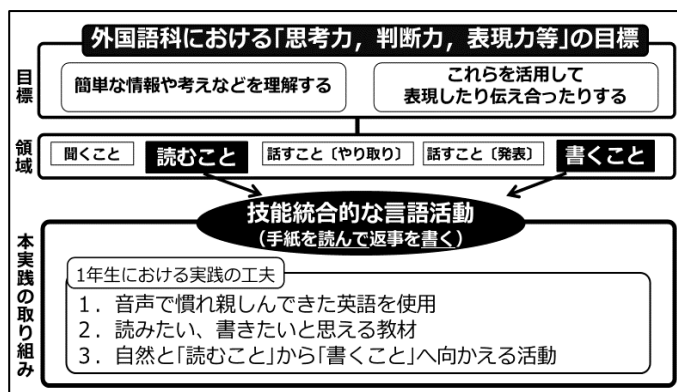 外国語科における「思考力，判断力，表現力等」の目標
目標
簡単な情報や考えなどを理解する
これらを活用して
表現したり伝え合ったりする
領域
聞くこと
読むこと
話すこと〔やり取り〕
話すこと〔発表〕
書くこと
技能統合的な言語活動
（手紙を読んで返事を書く）
本実践の取り組み
1年生における実践の工夫
1．音声で慣れ親しんできた英語を使用
2．読みたい、書きたいと思える教材
3．自然と「読むこと」から「書くこと」へ向かえる活動